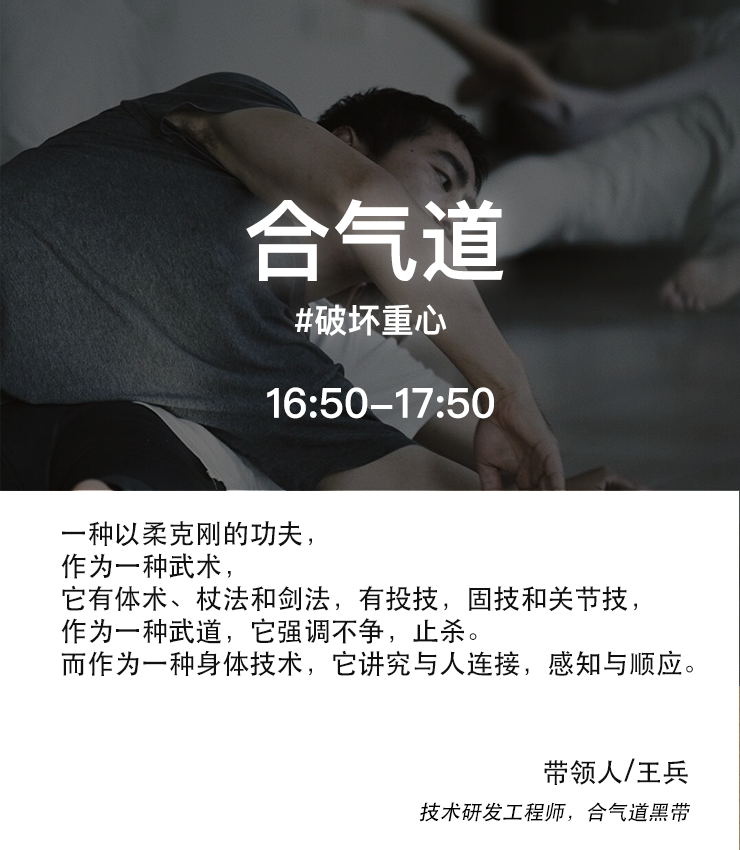 合气道
#破坏重心
16:50–17:50
一种以柔克刚的功夫，
作为一种武术，
它有体术、杖法和剑法，有投技，固技和关节技，
作为一种武道，它强调不争，止杀。
而作为一种身体技术，它讲究与人连接，感知与顺应。
带领人/王兵
技术研发工程师，合气道黑带